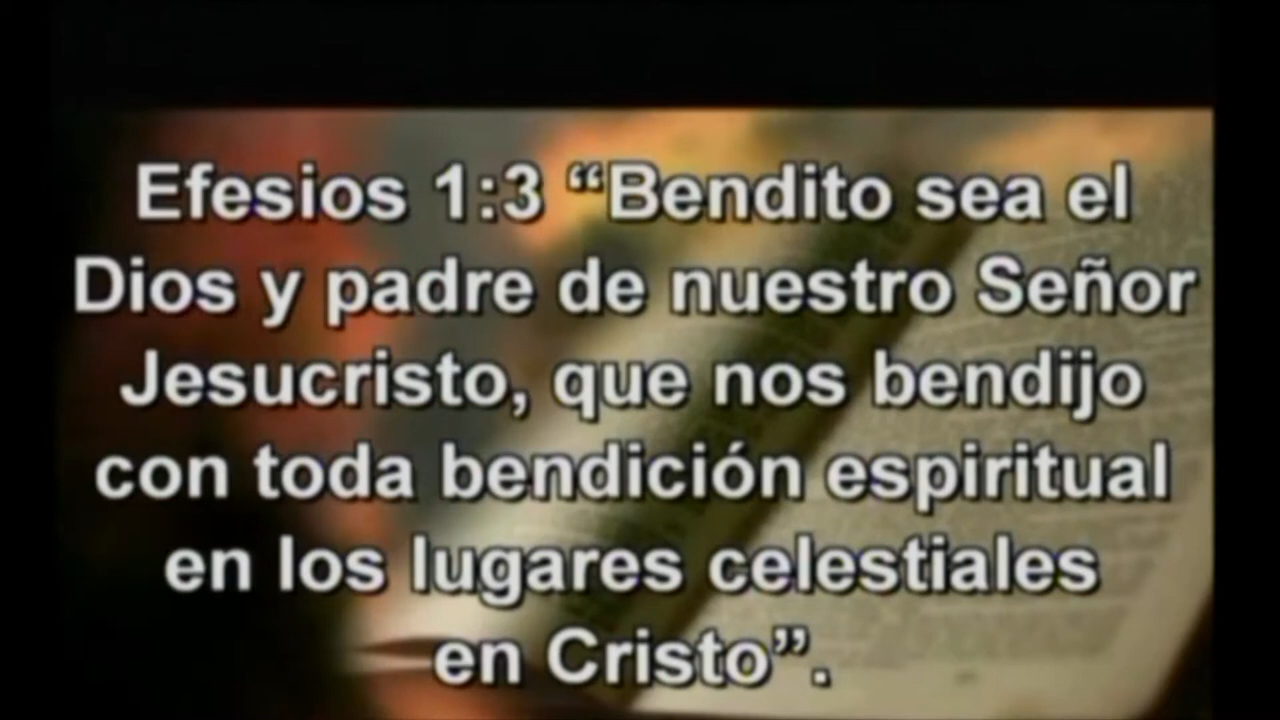 Efesios 1:3 “Bendito sea el
Dios y padre de nuestro Señor
Jesucristo, que nos bendijo
con toda bendición espiritual
en los lugares celestiales
en Cristo”.